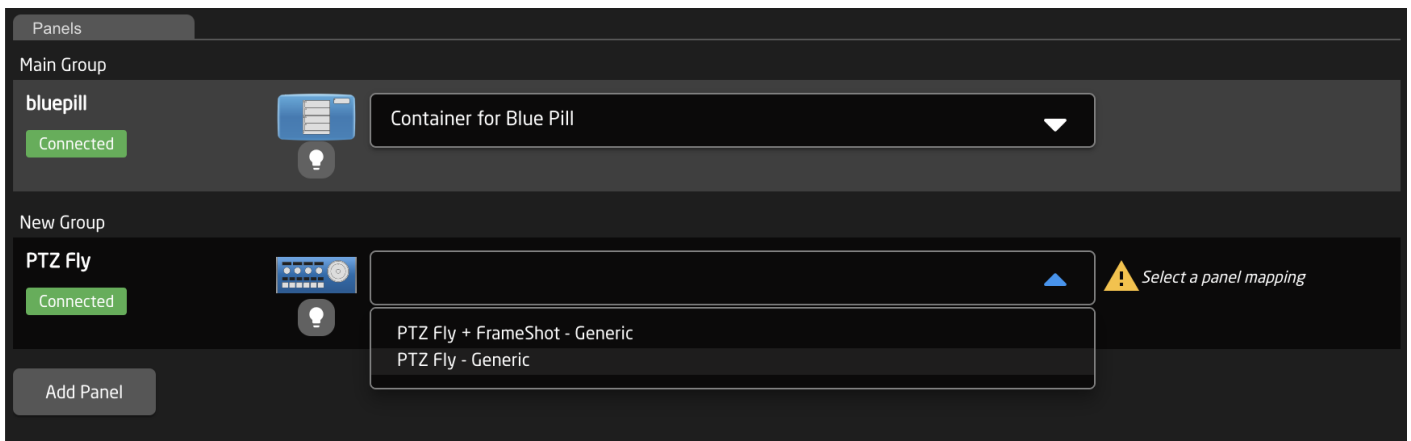 Panels
Main Group
bluepill
Connected
Container for Blue Pill
New Group
PTZ Fly
Connected
Select a panel mapping
PTZ Fly + FrameShot - Generic
PTZ Fly - Generic
Add Panel